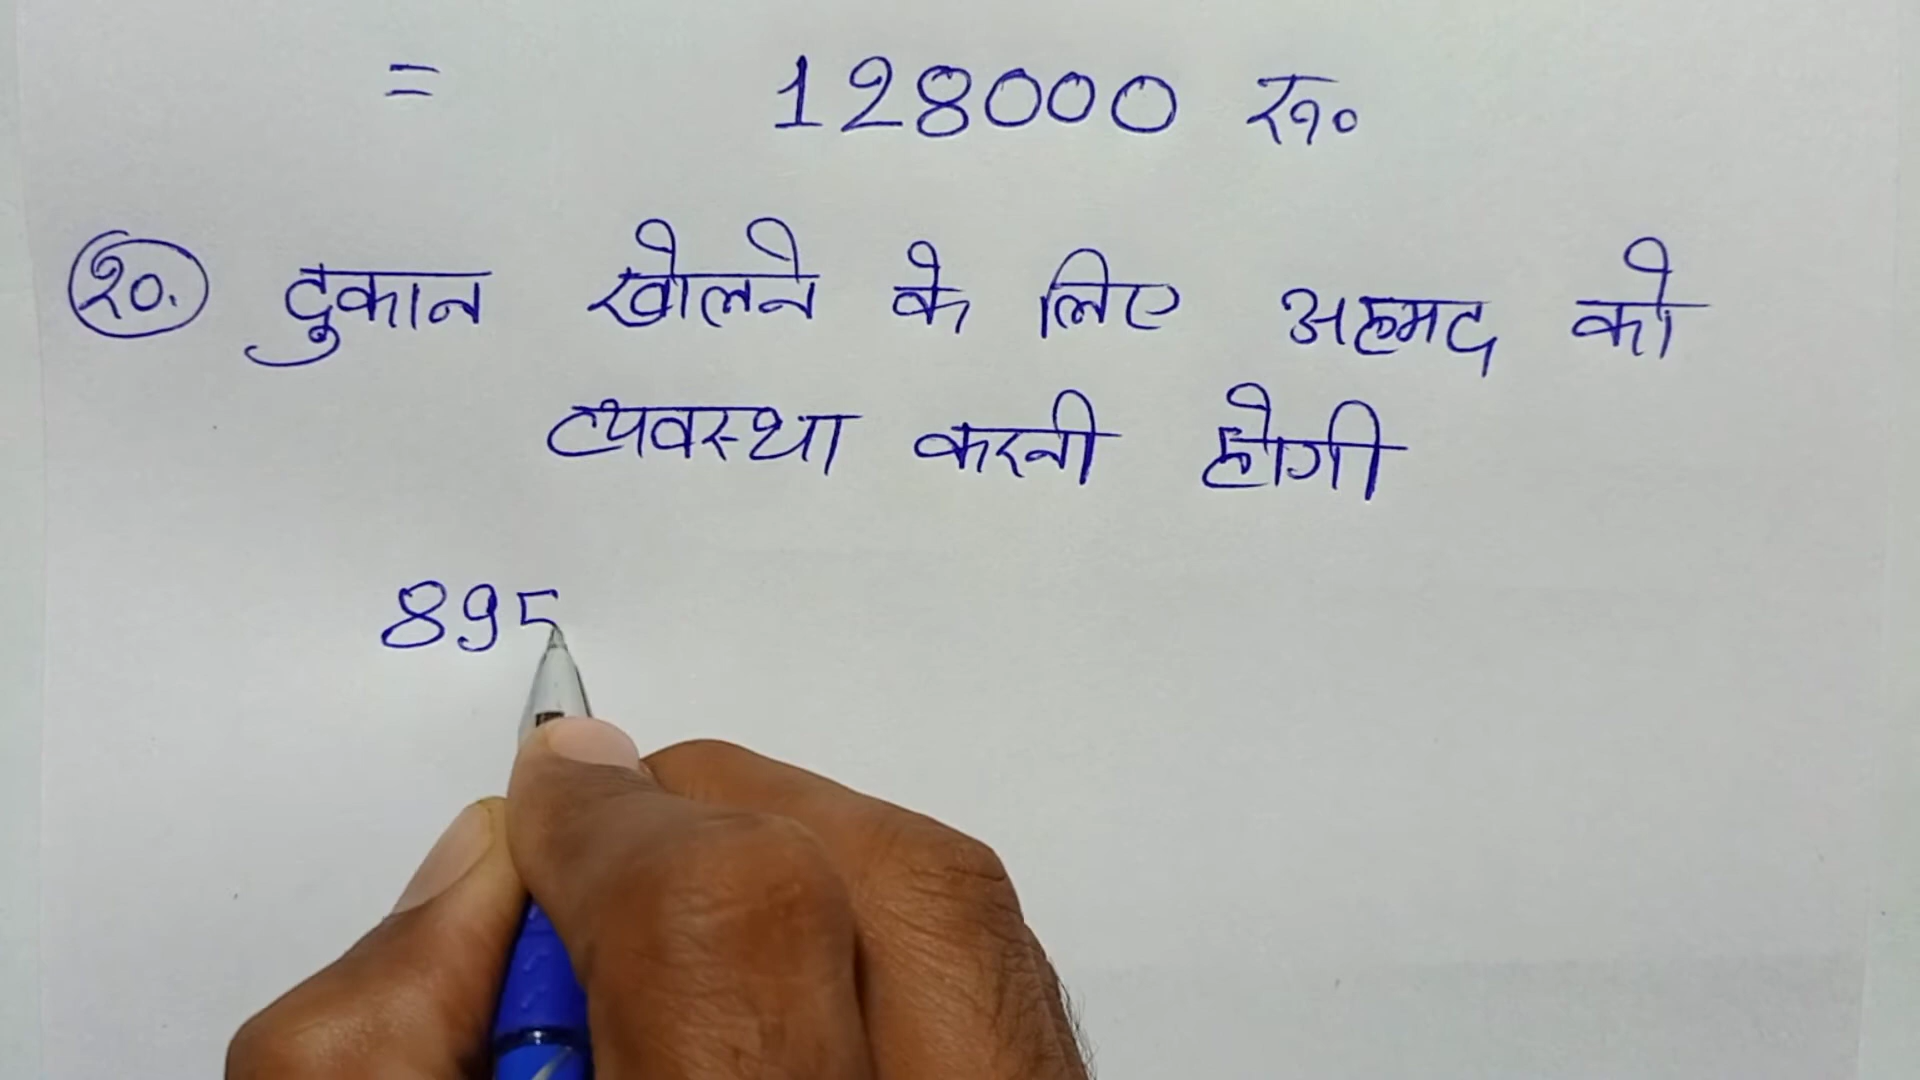 = 128000 रु०
२०. दुकान खोलने के लिए अहमद को
व्यवस्था करनी होगी
895